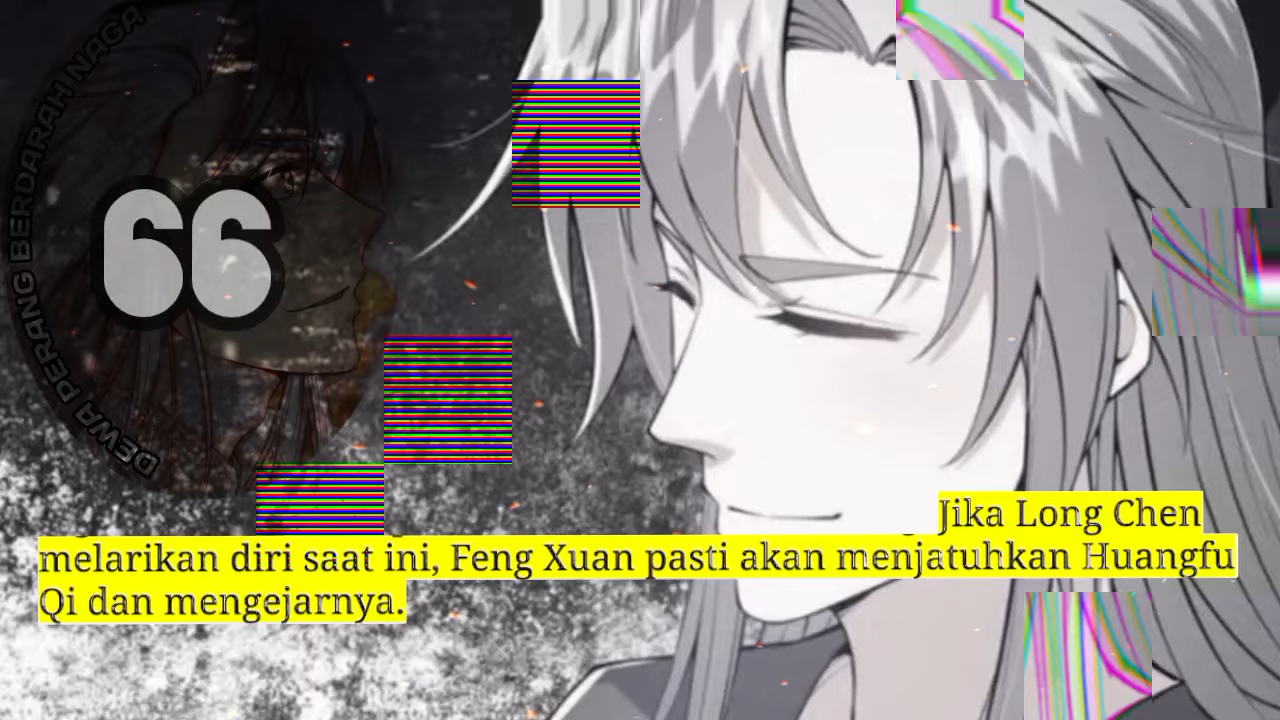 DEWA PERANG BERDARAH NAGA
66
Jika Long Chen
melarikan diri saat ini, Feng Xuan pasti akan menjatuhkan Huangfu
Qi dan mengejarnya.